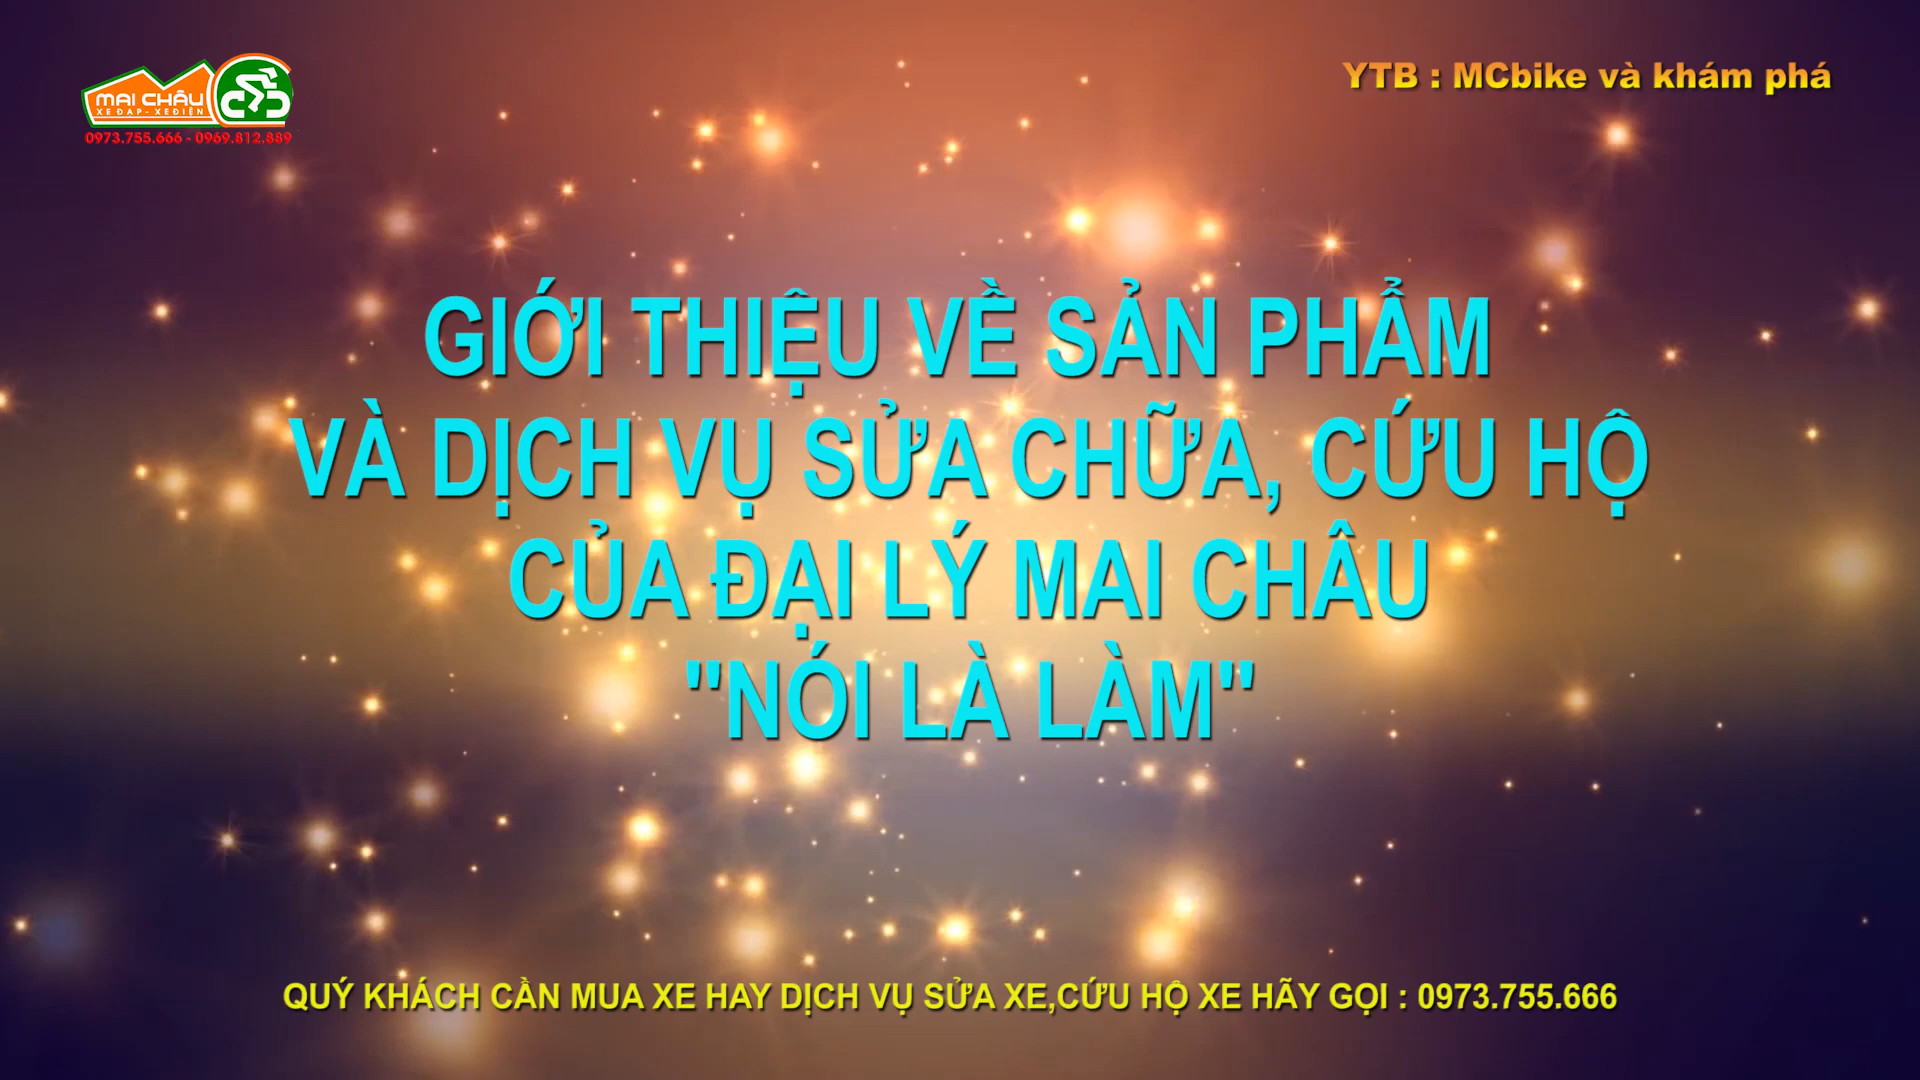 MAI CHÂU
XE ĐẠP - XE ĐIỆN
0973.755.666 - 0969.812.889
YTB : MCbike và khám phá
GIỚI THIỆU VỀ SẢN PHẨM
VÀ DỊCH VỤ SỬA CHỮA, CỨU HỘ
CỦA ĐẠI LÝ MAI CHÂU
"NÓI LÀ LÀM"
QUÝ KHÁCH CẦN MUA XE HAY DỊCH VỤ SỬA XE,CỨU HỘ XE HÃY GỌI : 0973.755.666